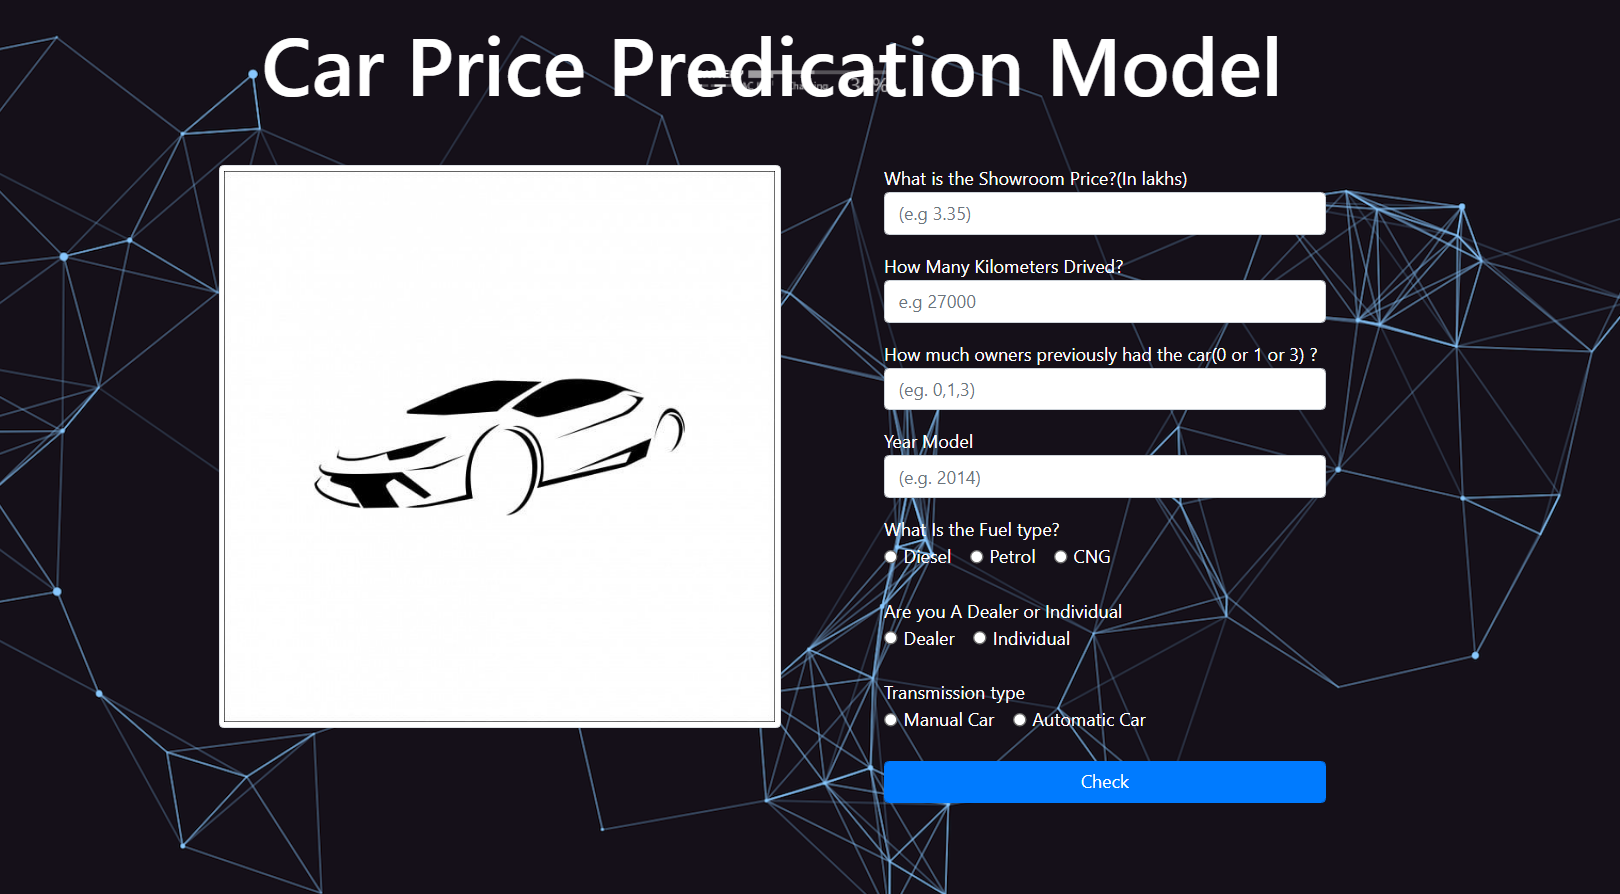 Car Price Predication Model
What is the Showroom Price?(In lakhs)
(e.g 3.35)
How Many Kilometers Drived?
e.g 27000
How much owners previously had the car(0 or 1 or 3) ?
(eg. 0,1,3)
Year Model
(e.g. 2014)
What Is the Fuel type?
Diesel Petrol CNG
Are you A Dealer or Individual
Dealer Individual
Transmission type
Manual Car Automatic Car
Check